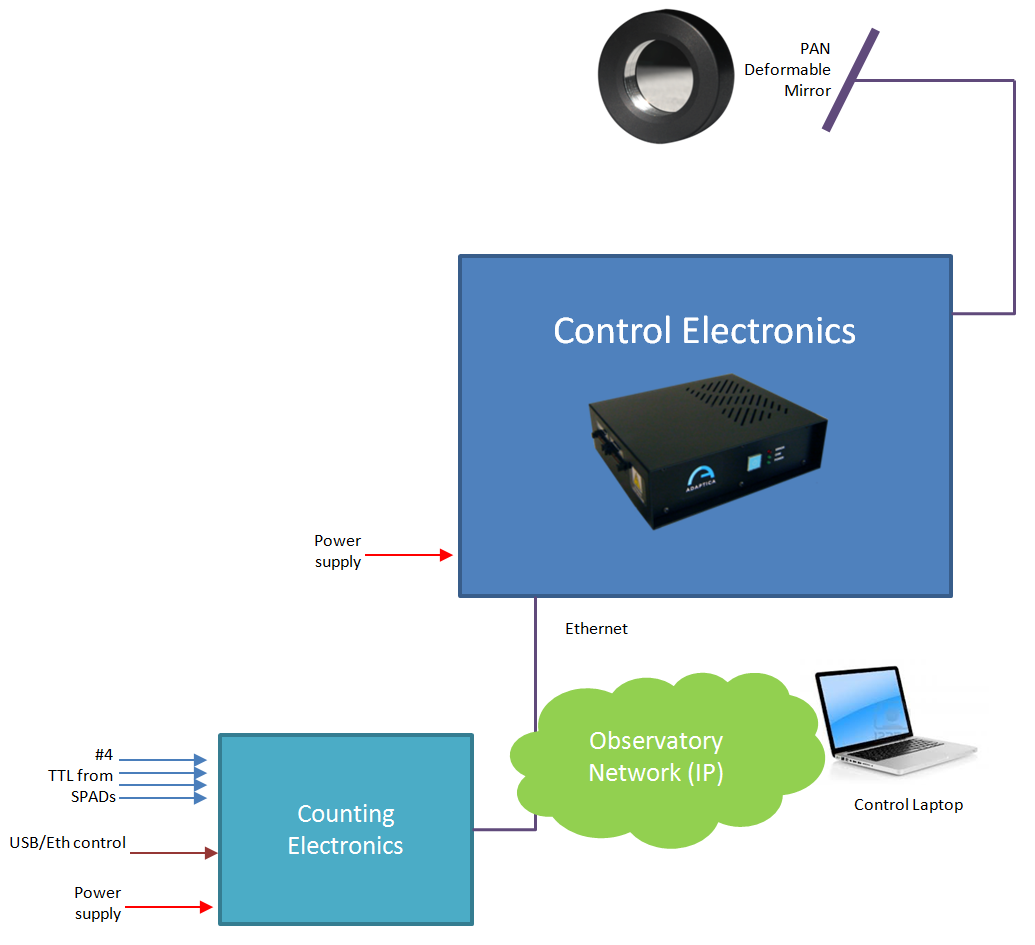 PAN
Deformable
Mirror
Control Electronics
ADAPTICA
Power
supply
Ethernet
Observatory
Network (IP)
#4
TTL from
SPADs
Counting
Electronics
Control Laptop
USB/Eth control
Power
supply